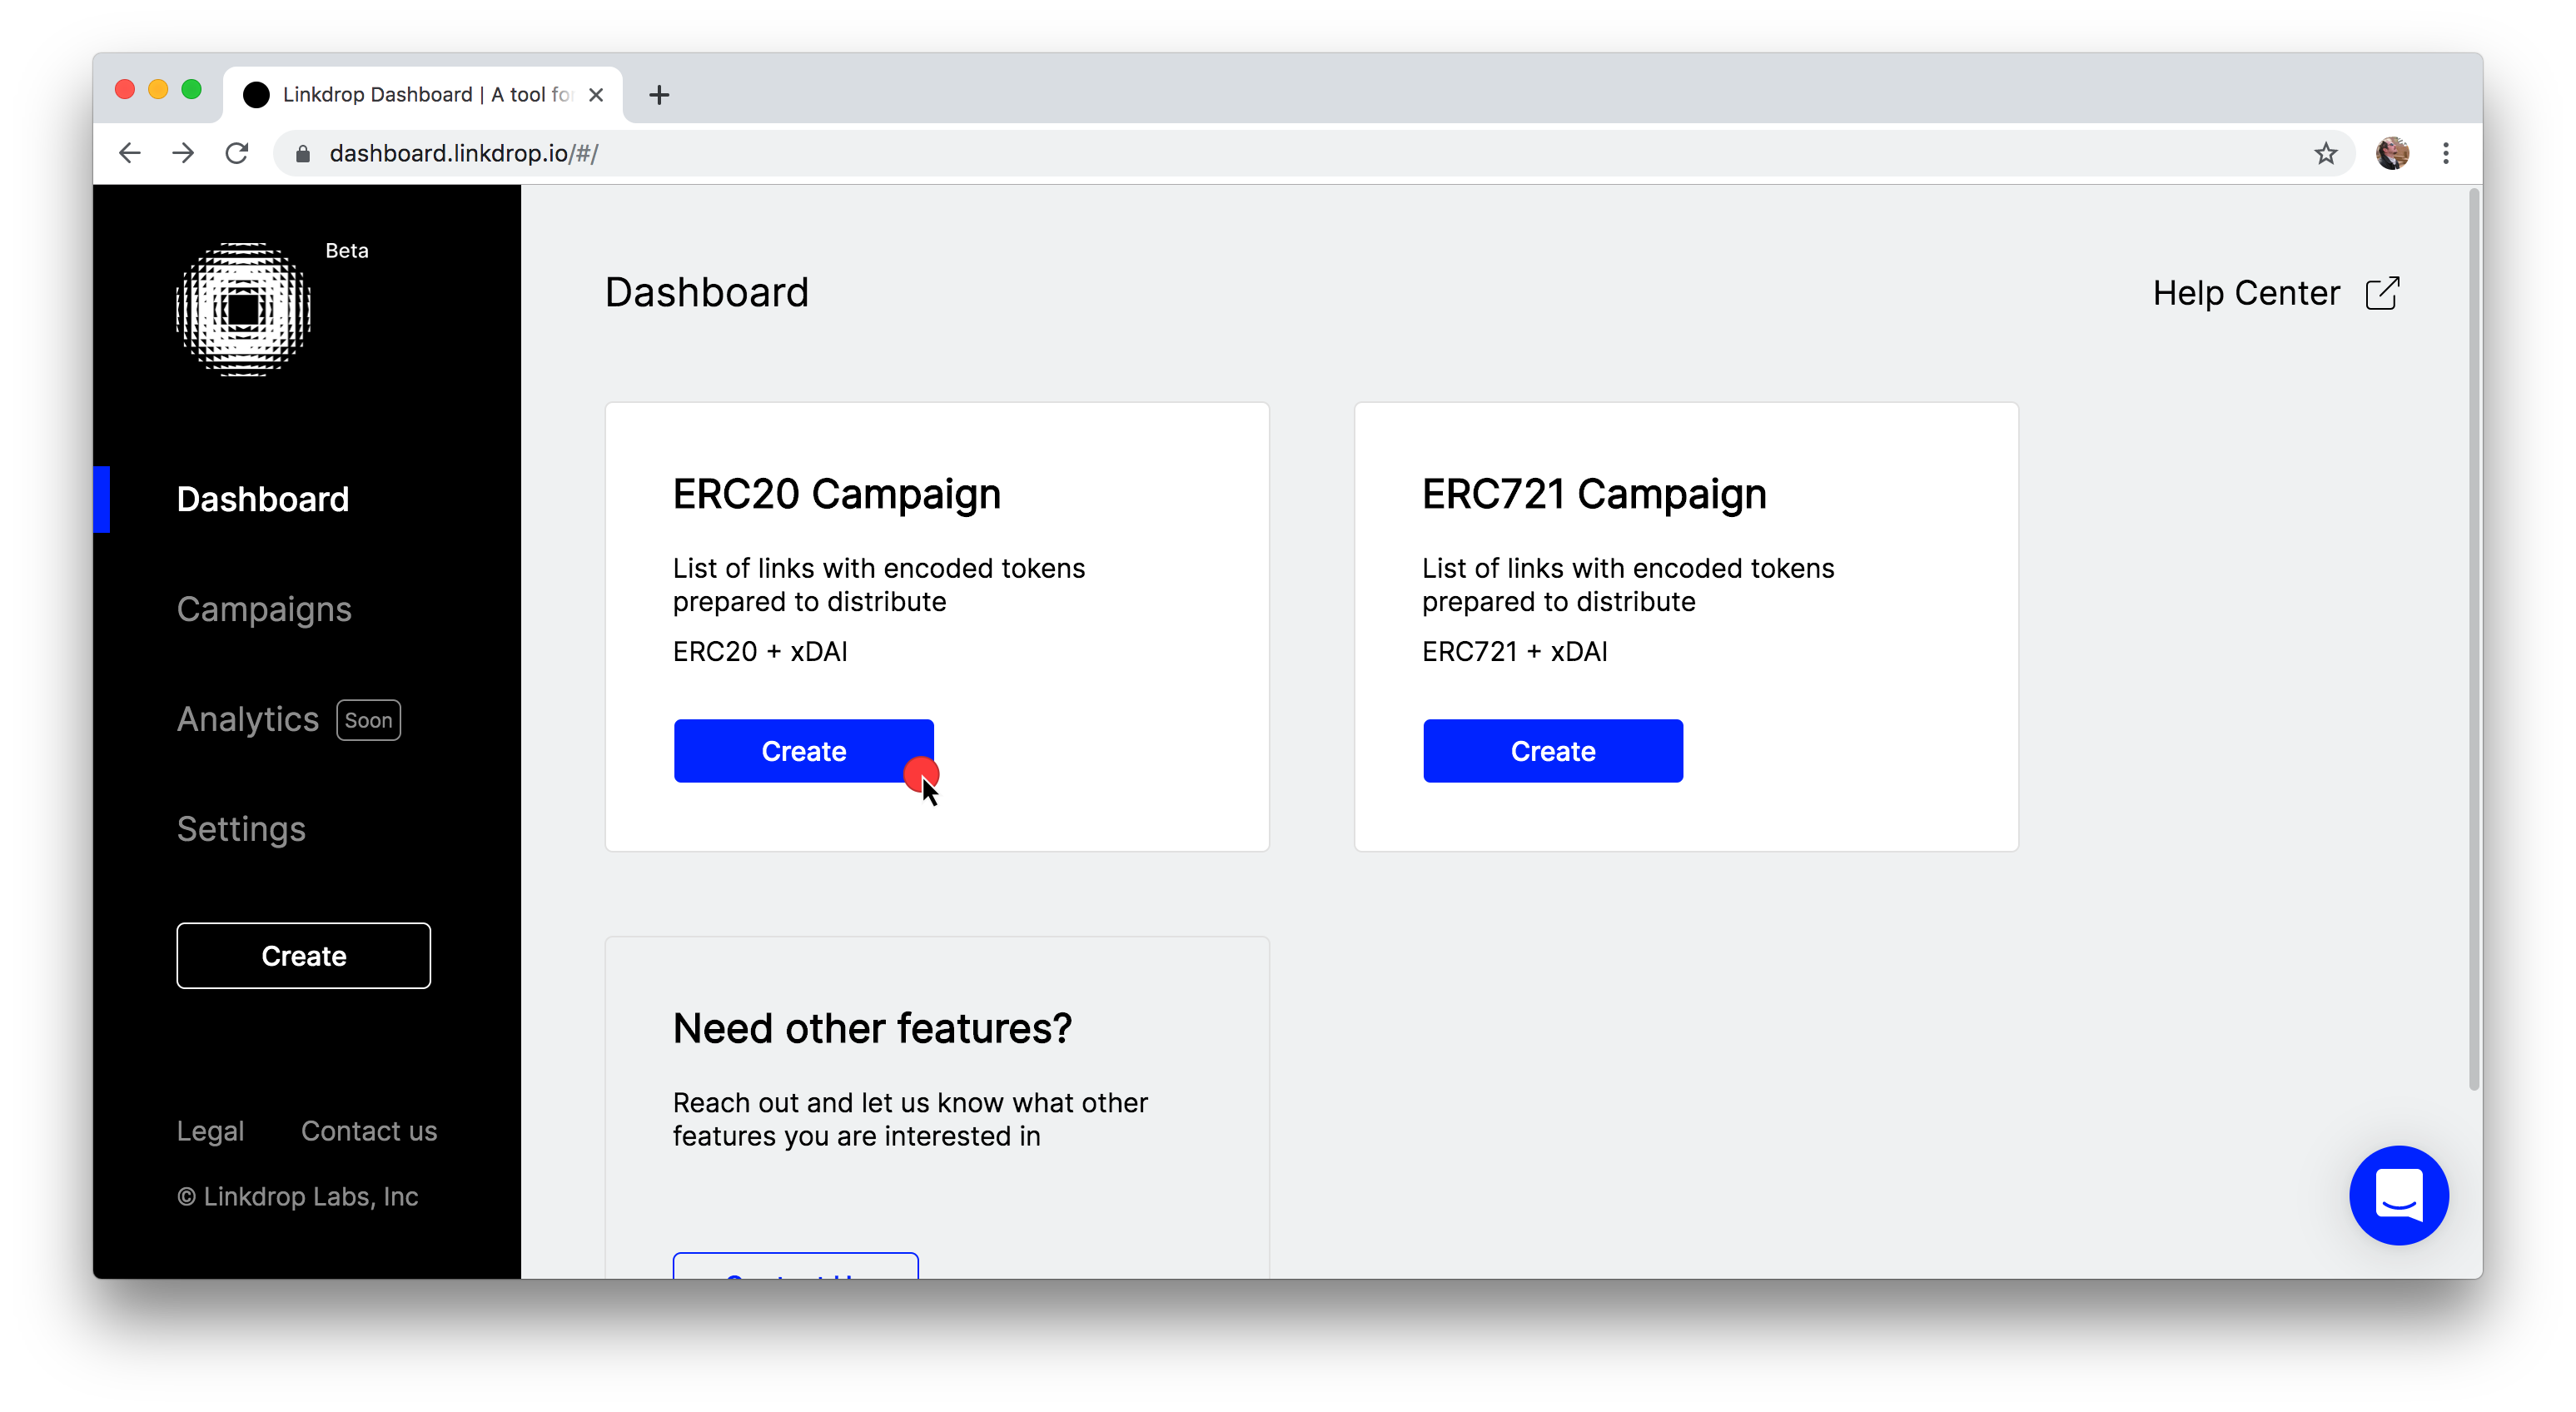 Linkdrop Dashboard | A tool for
dashboard.linkdrop.io/#/
Beta
Dashboard
Campaigns
Analytics Soon
Settings
Create
Legal Contact us
© Linkdrop Labs, Inc
Dashboard
Help Center
ERC20 Campaign
List of links with encoded tokens
prepared to distribute
ERC20 + xDAI
Create
ERC721 Campaign
List of links with encoded tokens
prepared to distribute
ERC721 + xDAI
Create
Need other features?
Reach out and let us know what other
features you are interested in